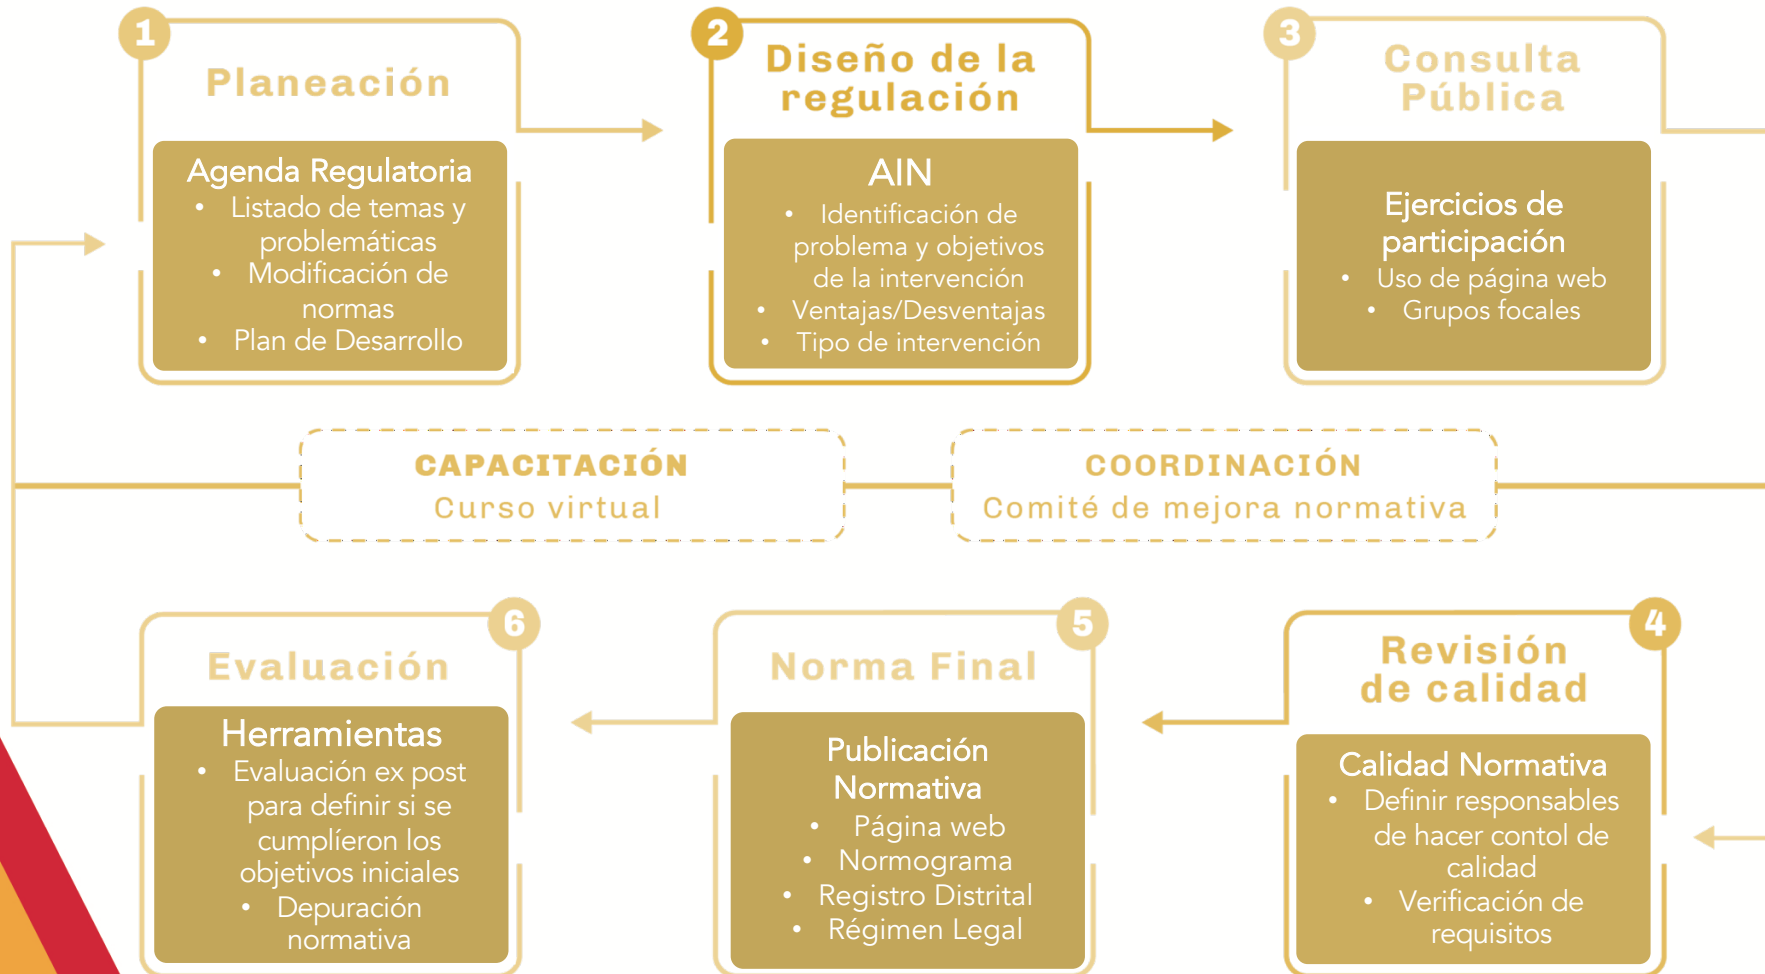 1
Planeación
Agenda Regulatoria
• Listado de temas y
problemáticas
• Modificación de
normas
• Plan de Desarrollo
2
Diseño de la
regulación
AIN
• Identificación de
problema y objetivos
de la intervención
• Ventajas/Desventajas
• Tipo de intervención
3
Consulta
Pública
Ejercicios de
participación
• Uso de página web
• Grupos focales
CAPACITACIÓN
Curso virtual
COORDINACIÓN
Comité de mejora normativa
6
Evaluación
Herramientas
• Evaluación ex post
para definir si se
cumplíeron los
objetivos iniciales
• Depuración
normativa
5
Norma Final
Publicación
Normativa
• Página web
• Normograma
• Registro Distrital
• Régimen Legal
4
Revisión
de calidad
Calidad Normativa
• Definir responsables
de hacer contol de
calidad
• Verificación de
requisitos